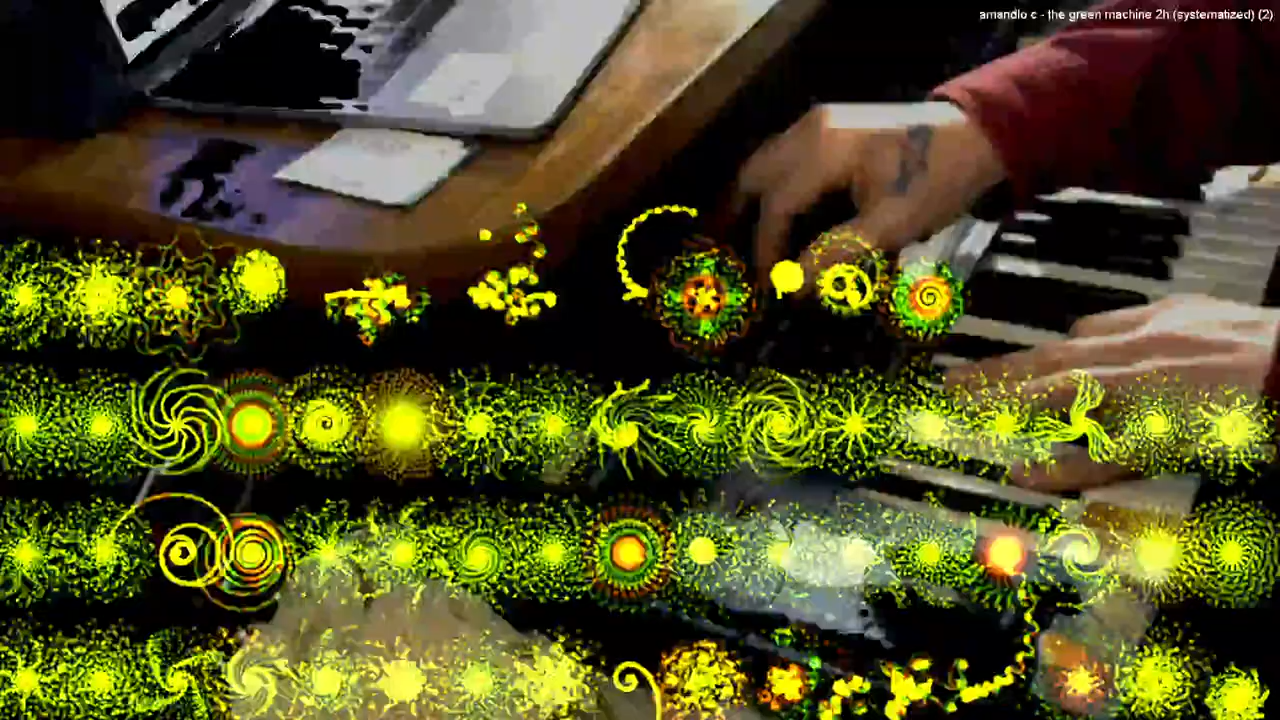 amandio c - the green machine 2h (systematized) (2)